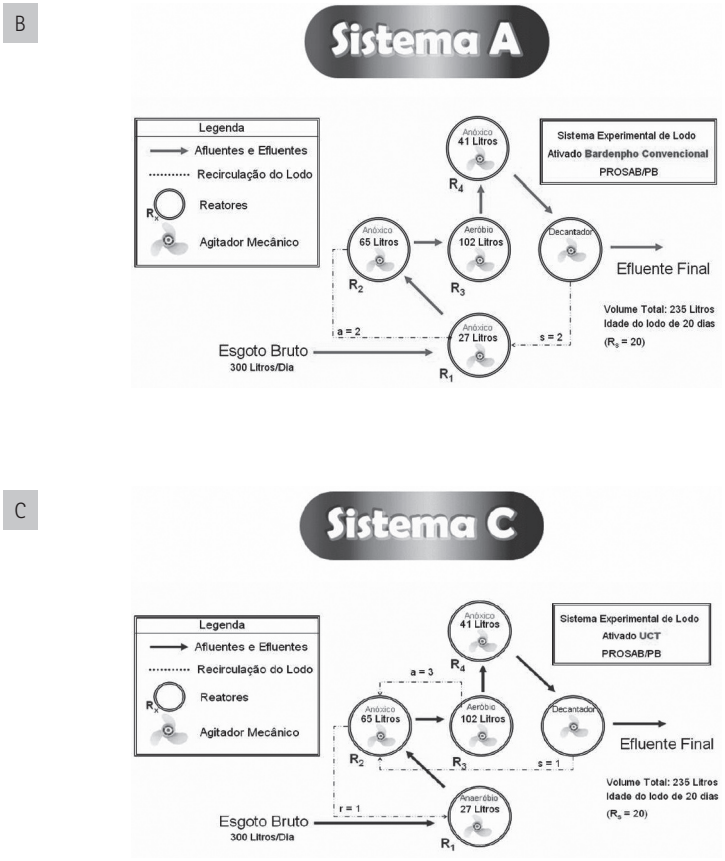 B
Sistema A
Legenda
Afluentes e Efluentes
Recirculação do Lodo
Rx
Reatores
Agitador Mecânico
Anóxico
41 Litros
R4
Sistema Experimental de Lodo
Ativado Bardenpho Convencional
PROSAB/PB
Anóxico
65 Litros
R2
Aeróbio
102 Litros
R3
Decantador
Efluente Final
a = 2
Anóxico
27 Litros
R1
s = 2
Esgoto Bruto
300 Litros/Dia
Volume Total: 235 Litros
Idade do lodo de 20 dias
(Rs = 20)
C
Sistema C
Legenda
Afluentes e Efluentes
Recirculação do Lodo
Rx
Reatores
Agitador Mecânico
Anóxico
41 Litros
R4
Sistema Experimental de Lodo
Ativado UCT
PROSAB/PB
a = 3
Anóxico
65 Litros
R2
Aeróbio
102 Litros
R3
Decantador
Efluente Final
s = 1
r = 1
Anaeróbio
27 Litros
R1
Esgoto Bruto
300 Litros/Dia
Volume Total: 235 Litros
Idade do lodo de 20 dias
(Rs = 20)